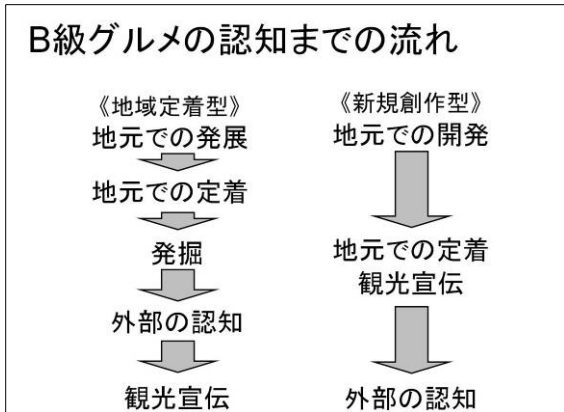 B級グルメの認知までの流れ
《地域定着型》
地元での発展
地元での定着
発掘
外部の認知
観光宣伝
《新規創作型》
地元での開発
地元での定着
観光宣伝
外部の認知